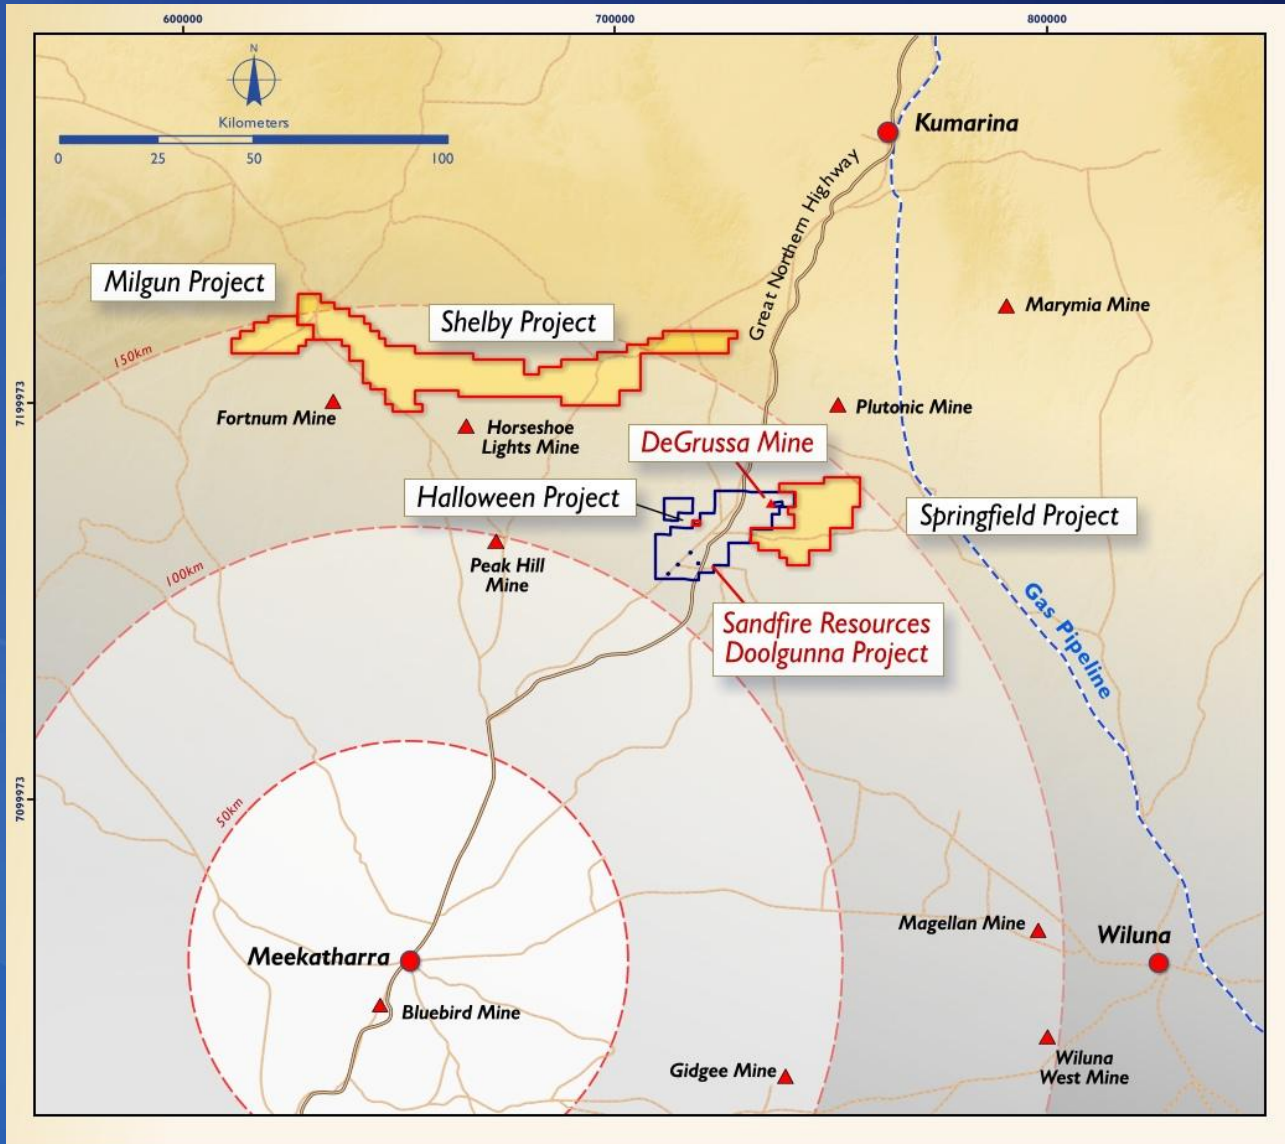 600000
700000
800000
N
Kilometers
0 25 50 100
Kumarina
Great Northern Highway
Milgun Project
Shelby Project
Marymia Mine
150km
7199973
Fortnum Mine
Horseshoe
Lights Mine
Plutonic Mine
DeGrussa Mine
Halloween Project
Springfield Project
100km
Peak Hill
Mine
Gas Pipeline
Sandfire Resources
Doolgunna Project
7099973
50km
Magellan Mine
Wiluna
Meekatharra
Bluebird Mine
Gidgee Mine
Wiluna
West Mine